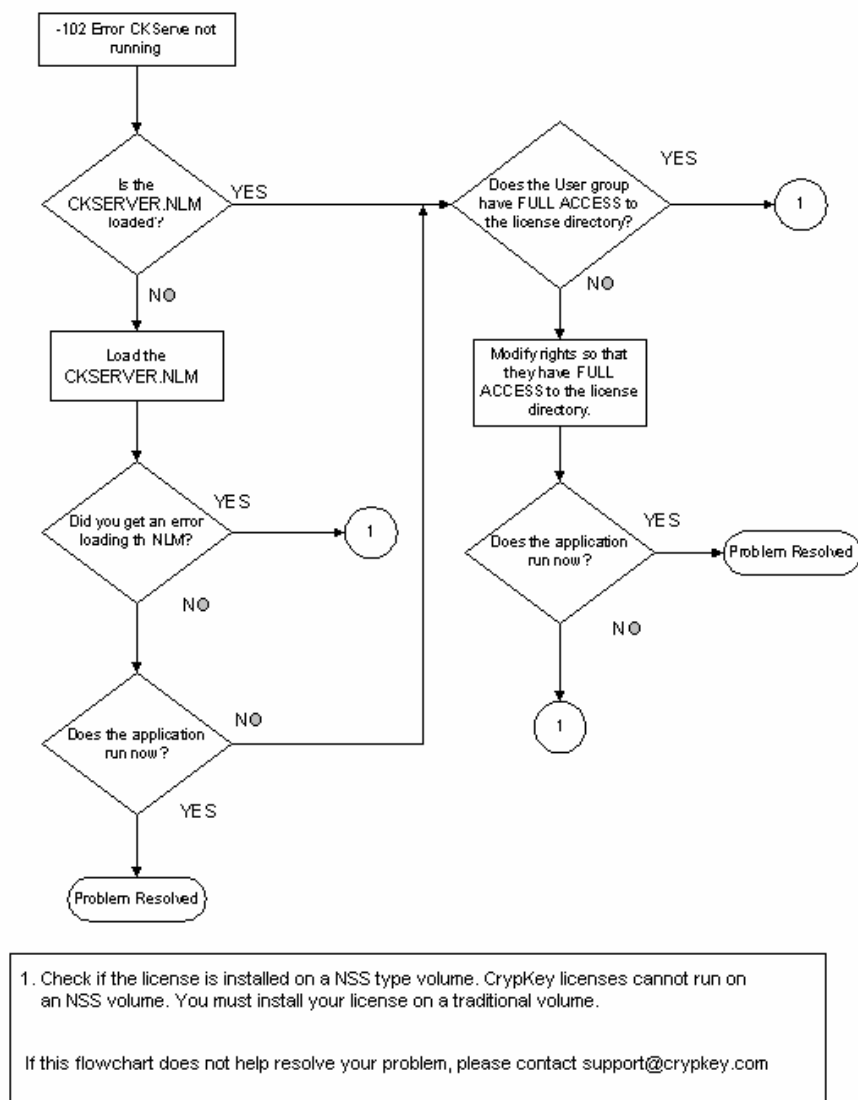 -102 Error CKServe not
running
Is the
CKSERVER.NLM
loaded?
YES
NO
Load the
CKSERVER.NLM
Did you get an error
loading th NLM?
YES
1
NO
Does the application
run now?
NO
YES
Problem Resolved
Does the User group
have FULL ACCESS to
the license directory?
YES
1
NO
Modify rights so that
they have FULL
ACCESS to the license
directory.
Does the application
run now?
YES
Problem Resolved
NO
1
1. Check if the license is installed on a NSS type volume. CrypKey licenses cannot run on
an NSS volume. You must install your license on a traditional volume.
If this flowchart does not help resolve your problem, please contact support@crypkey.com